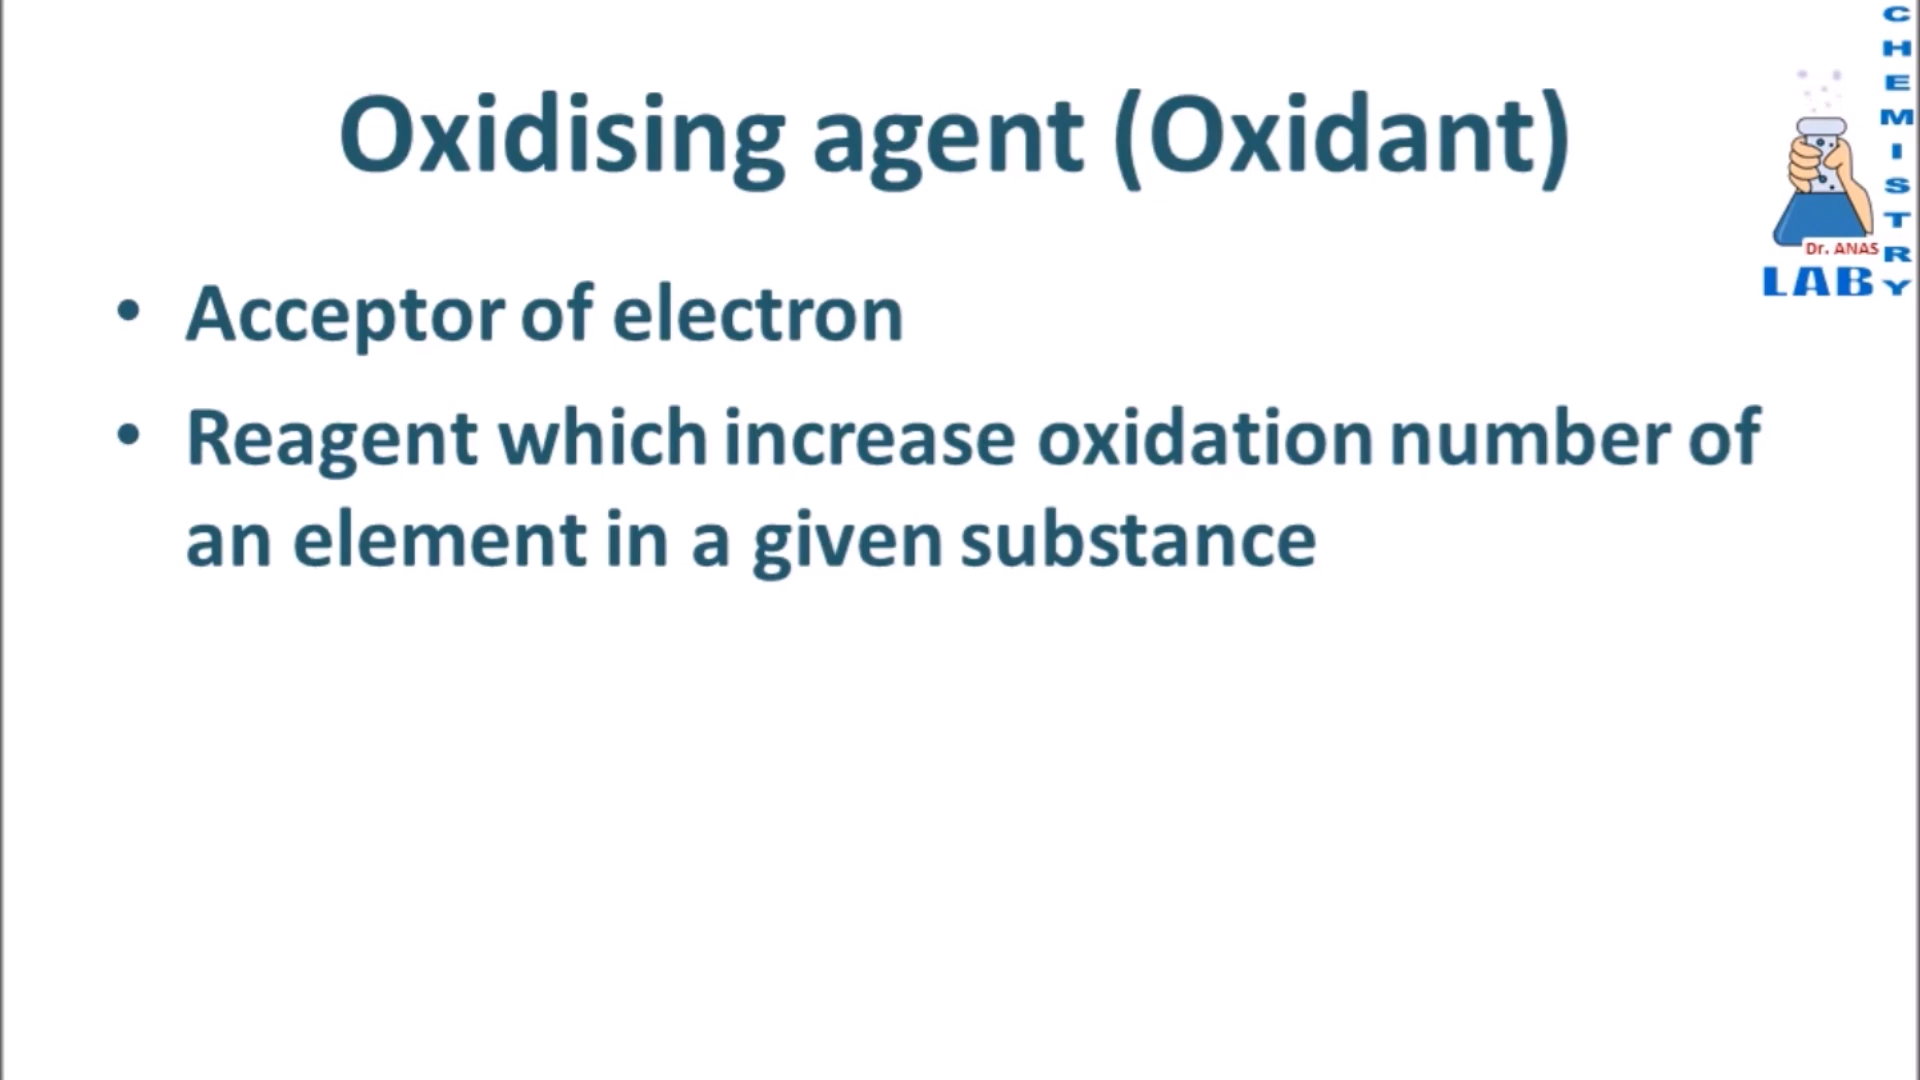 Oxidising agent (Oxidant)
• Acceptor of electron
• Reagent which increase oxidation number of
an element in a given substance
CHEMISTRY
Dr. ANAS
LAB